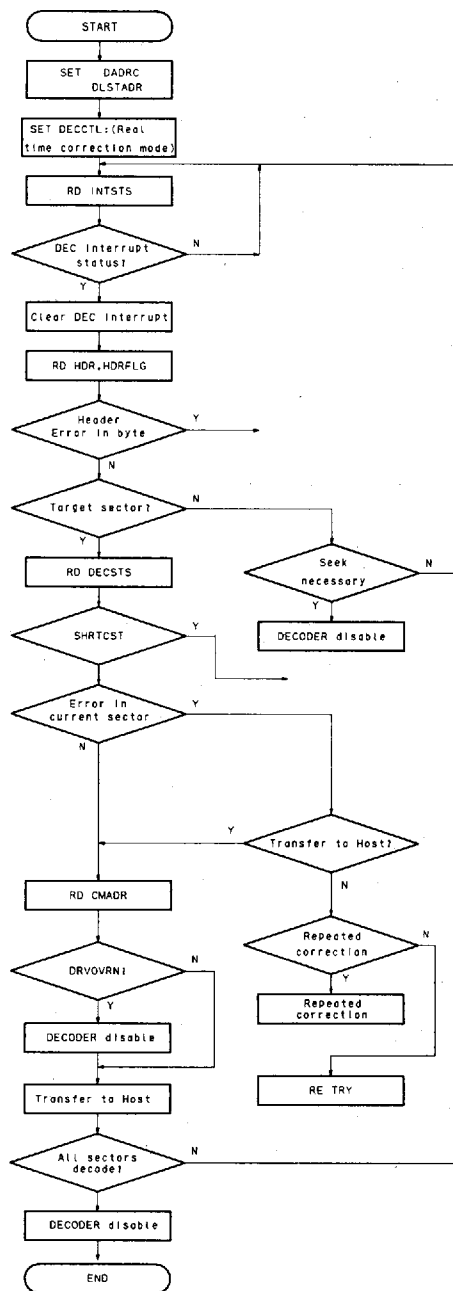 START
SET DADRC
DLSTADR
SET DECCTL:(Real
time correction mode)
RD INTSTS
DEC Interrupt
status?
N
Y
Clear DEC Interrupt
RD HDR,HDRFLG
Header
Error in byte
Y
N
Target sector?
N
Y
RD DECSTS
Seek
necessary
N
Y
DECODER disable
SHRTCST
Y
Error in
current sector
Y
N
Transfer to Host?
Y
N
RD CMADR
Repeated
correction
N
Y
Repeated
correction
DRVOVRN?
N
Y
DECODER disable
RE TRY
Transfer to Host
All sectors
decode?
N
Y
DECODER disable
END